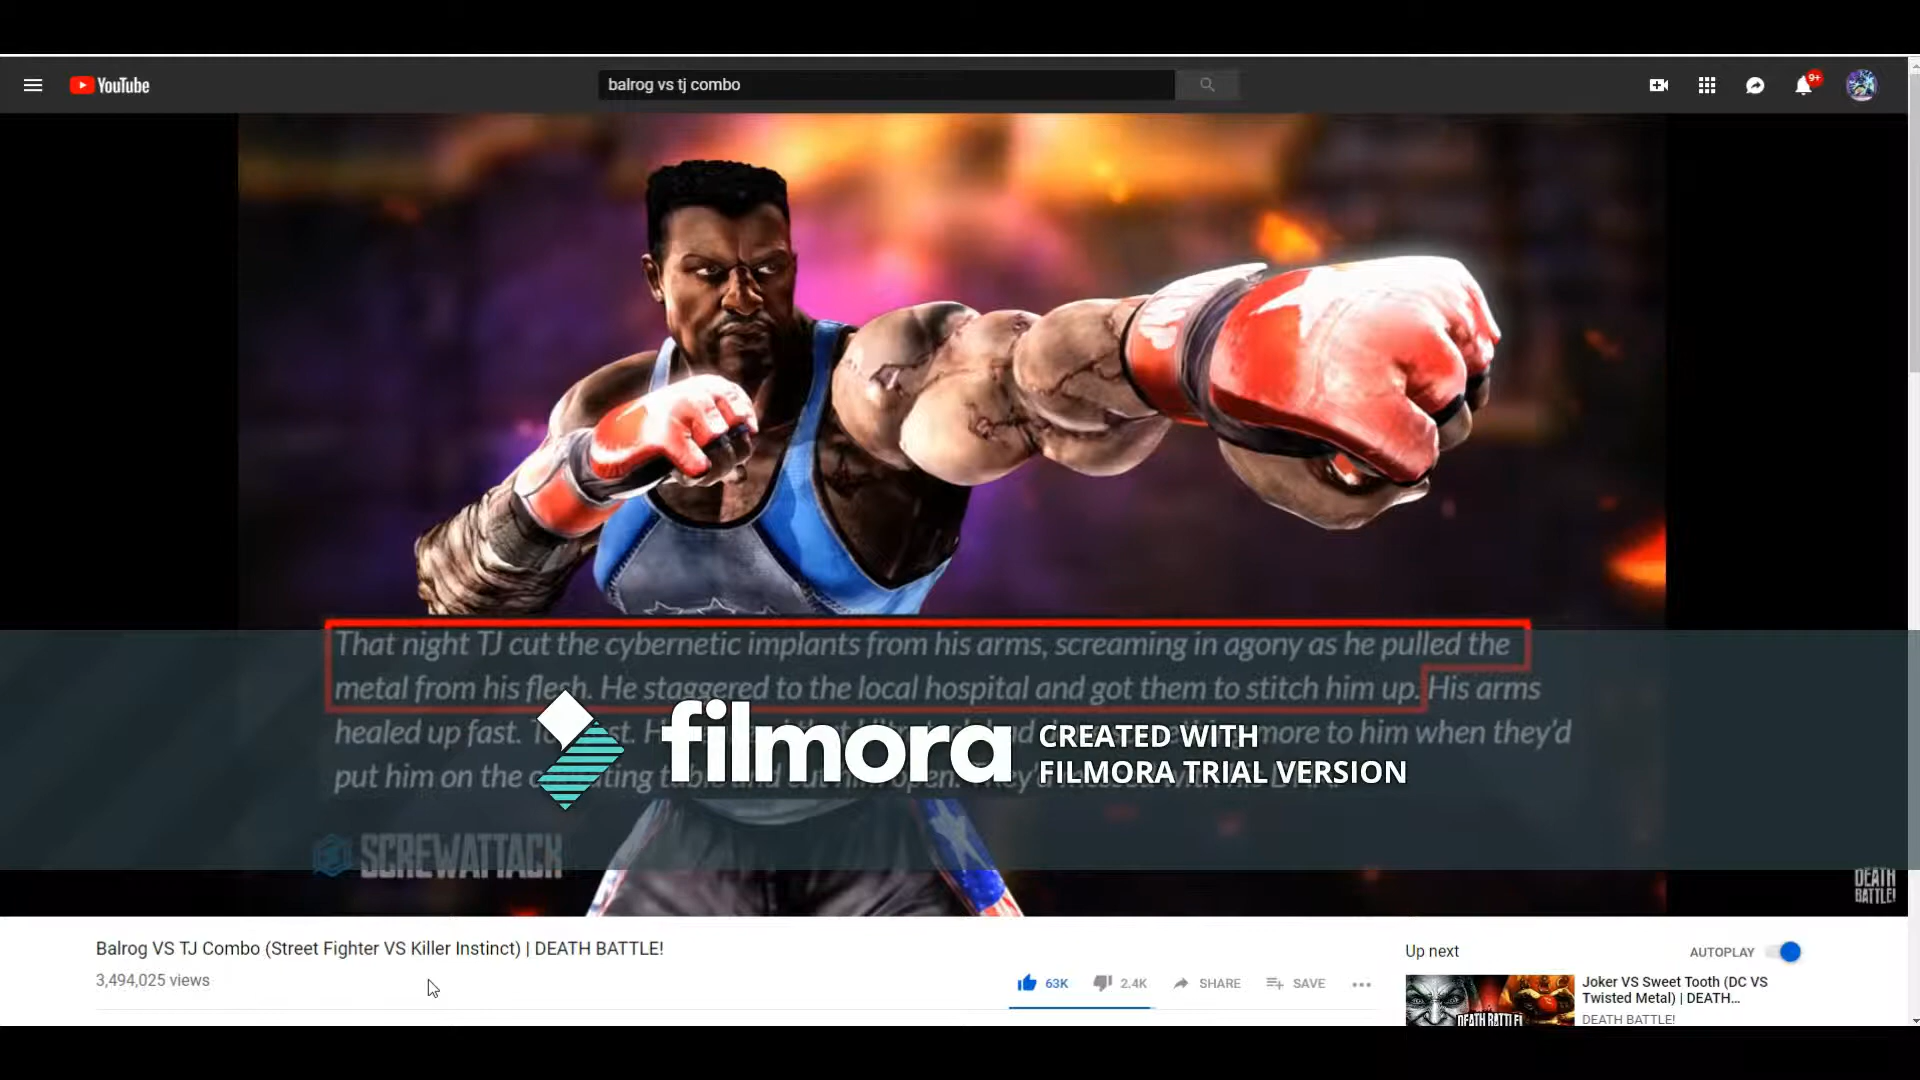 YouTube
balrog vs tj combo
9+
That night TJ cut the cybernetic implants from his arms, screaming in agony as he pulled the
metal from his flesh. He staggered to the local hospital and got them to stitch him up. His arms
healed up fast. more to him when they'd
put him on the
filmora
CREATED WITH
FILMORA TRIAL VERSION
SCREWATTACK
DEATH
BATTLE!
Balrog VS TJ Combo (Street Fighter VS Killer Instinct) | DEATH BATTLE!
3,494,025 views
63K
2.4K
SHARE
SAVE
Up next
AUTOPLAY
DEATH BATTLE!
Joker VS Sweet Tooth (DC VS
Twisted Metal) | DEATH...
DEATH BATTLE!